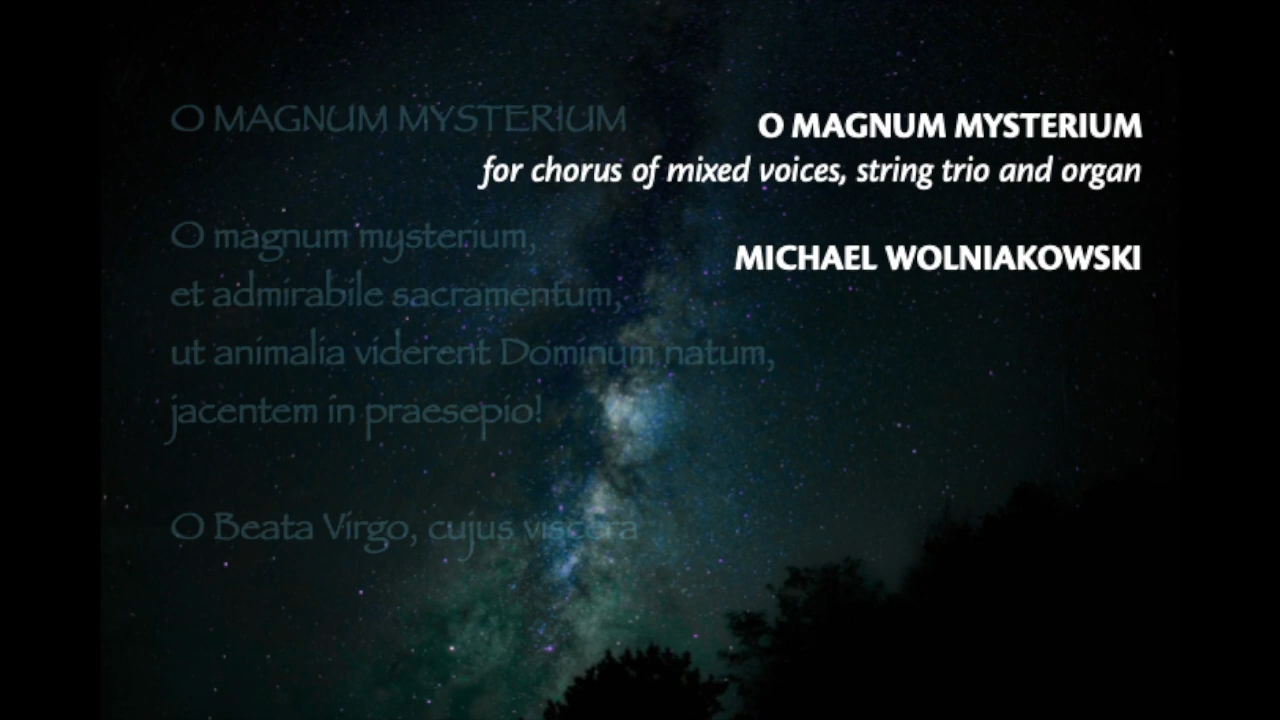 O MAGNUM MYSTERIUM
for chorus of mixed voices, string trio and organ
MICHAEL WOLNIAKOWSKI
O MAGNUM MYSTERIUM
O magnum mysterium,
et admirabile sacramentum,
ut animalia viderent Dominum natum,
jacentem in praesepio!
O Beata Virgo, cujus viscera